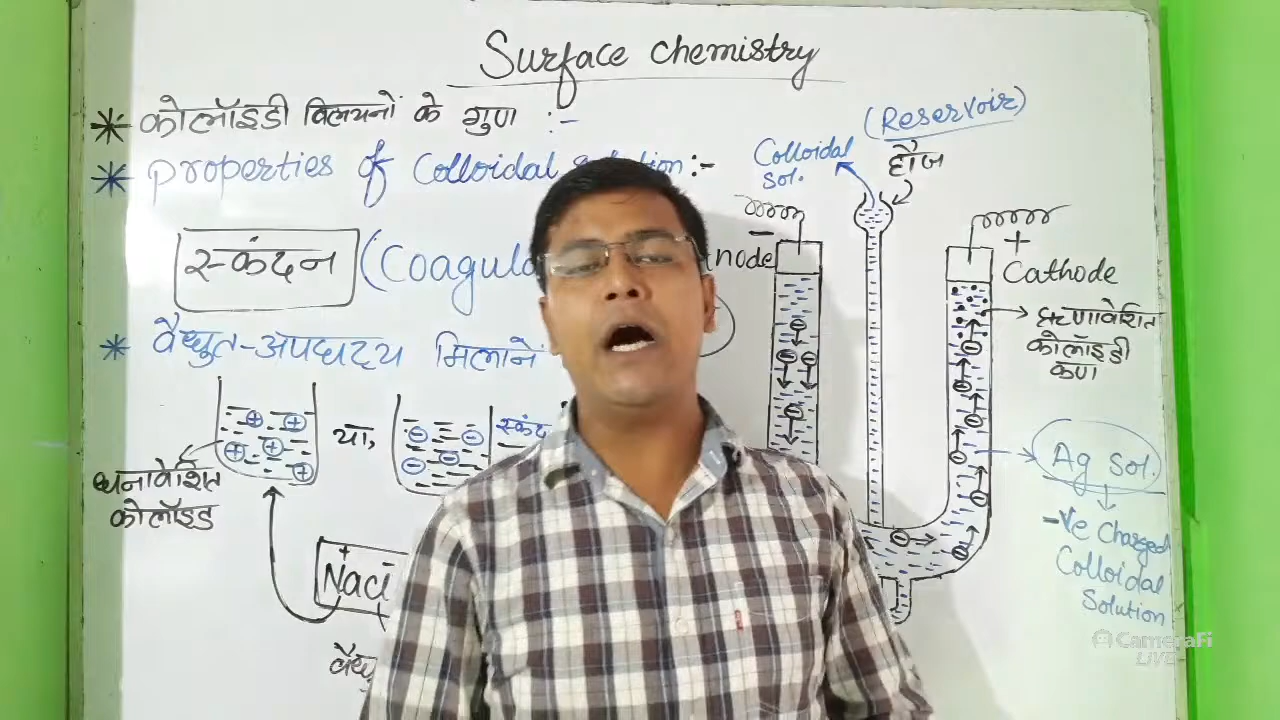 Surface chemistry
* कोलॉइडी विलयनों के गुण :-
* properties of Colloidal solution :-
स्कंदन (Coagula
* वैद्युत-अपघट्य मिलाने
धनावेशित
कोलॉइड
या,
स्कंद
+ -
Nacl
वैद्यु
(Reservoir)
हौज
Colloidal
sol.
-
node
+
Cathode
ऋणावेशित
कोलॉइडी
कण
Ag Sol.
-ve Charged
Colloidal
Solution
CameraFi
LIVE